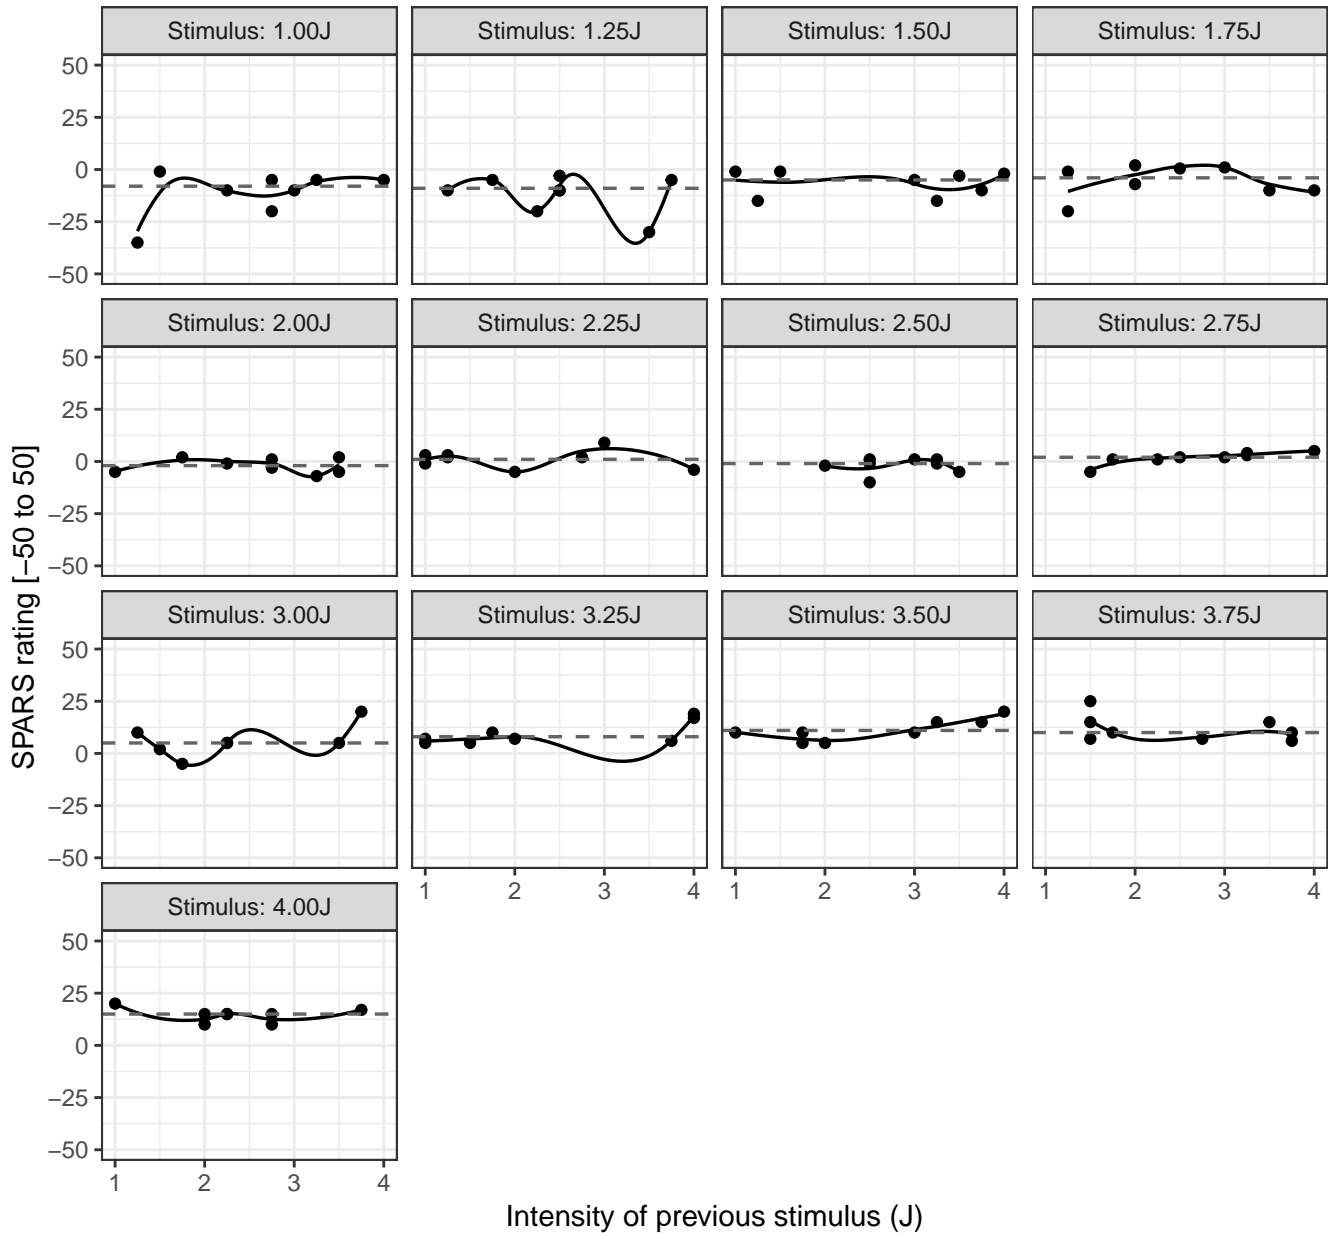 Stimulus: 1.00J
Stimulus: 1.25J
Stimulus: 1.50J
Stimulus: 1.75J
50
25
0
−25
−50
Stimulus: 2.00J
Stimulus: 2.25J
Stimulus: 2.50J
Stimulus: 2.75J
50
25
0
−25
−50
SPARS rating [−50 to 50]
Stimulus: 3.00J
Stimulus: 3.25J
Stimulus: 3.50J
Stimulus: 3.75J
50
25
0
−25
−50
1 2 3 4
1 2 3 4
1 2 3 4
Stimulus: 4.00J
50
25
0
−25
−50
1 2 3 4
Intensity of previous stimulus (J)